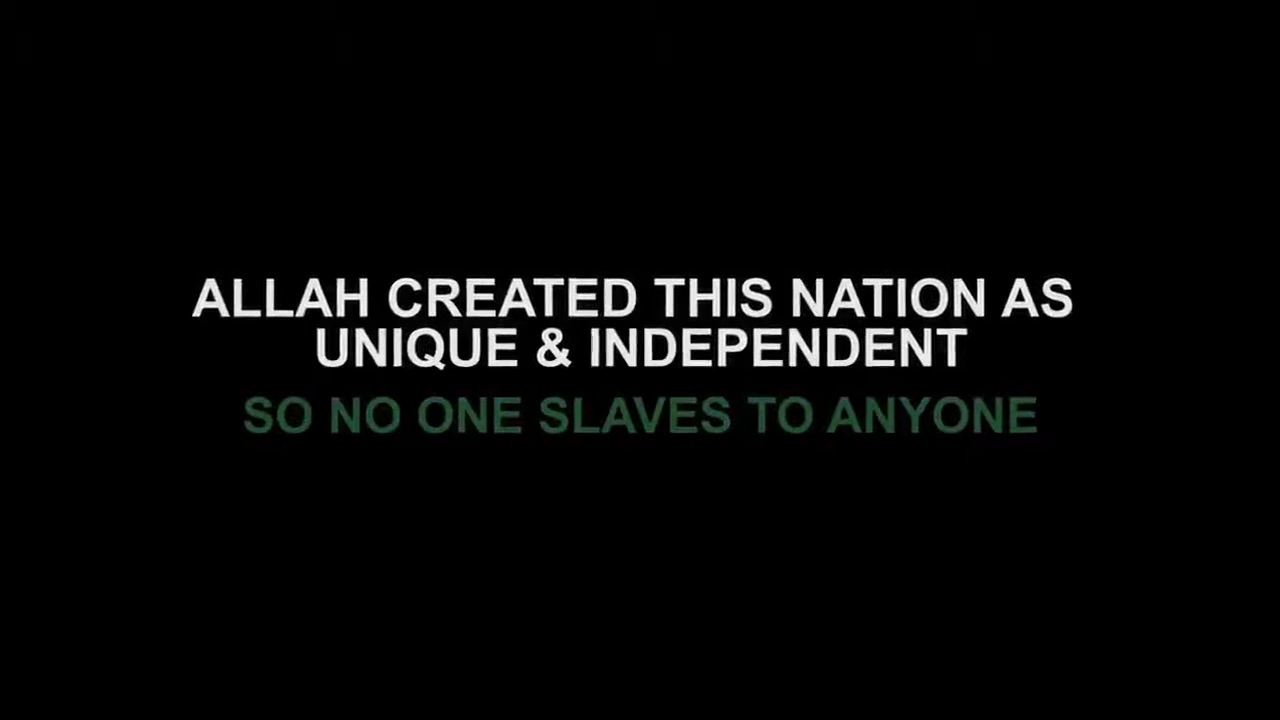 ALLAH CREATED THIS NATION AS
UNIQUE & INDEPENDENT
SO NO ONE SLAVES TO ANYONE